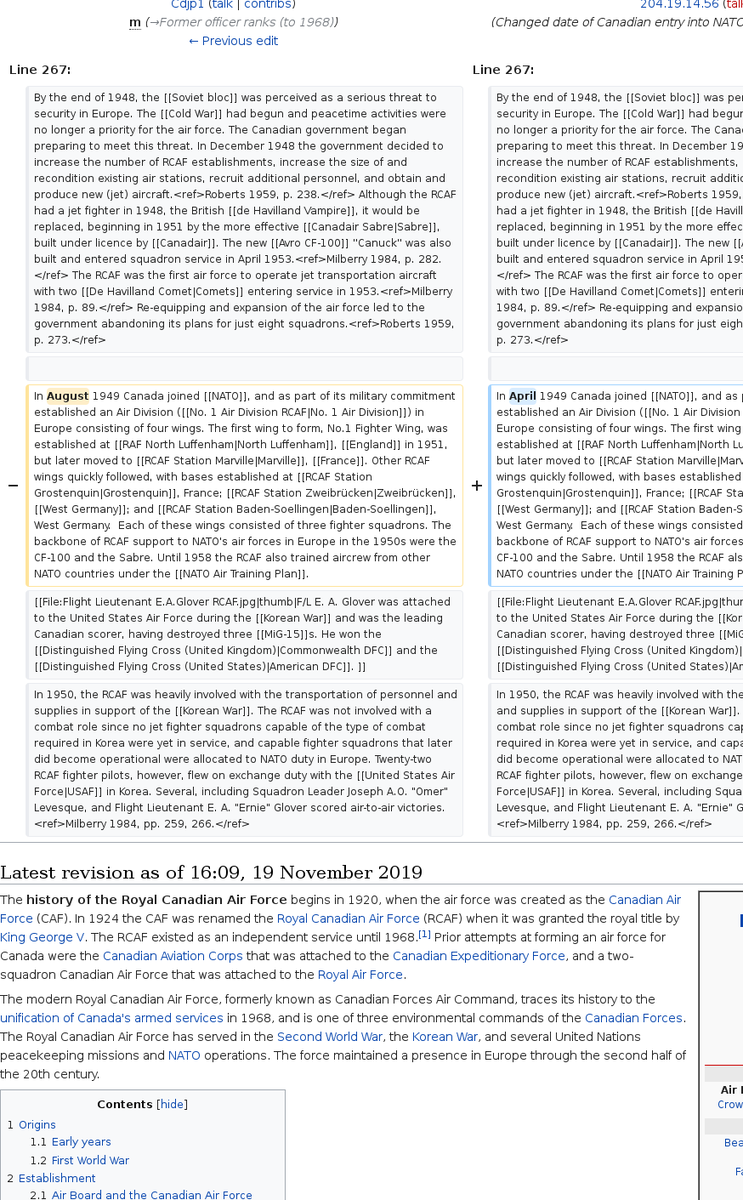 Cdjp1 (talk | contribs)
m (→Former officer ranks (to 1968))
← Previous edit
204.19.14.56 (talk
(Changed date of Canadian entry into NATO
Line 267:
By the end of 1948, the [[Soviet bloc]] was perceived as a serious threat to
security in Europe. The [[Cold War]] had begun and peacetime activities were
no longer a priority for the air force. The Canadian government began
preparing to meet this threat. In December 1948 the government decided to
increase the number of RCAF establishments, increase the size of and
recondition existing air stations, recruit additional personnel, and obtain and
produce new (jet) aircraft.<ref>Roberts 1959, p. 238.</ref> Although the RCAF
had a jet fighter in 1948, the British [[de Havilland Vampire]], it would be
replaced, beginning in 1951 by the more effective [[Canadair Sabre|Sabre]],
built under licence by [[Canadair]]. The new [[Avro CF-100]] "Canuck" was also
built and entered squadron service in April 1953.<ref>Milberry 1984, p. 282.
</ref> The RCAF was the first air force to operate jet transportation aircraft
with two [[De Havilland Comet|Comets]] entering service in 1953.<ref>Milberry
1984, p. 89.</ref> Re-equipping and expansion of the air force led to the
government abandoning its plans for just eight squadrons.<ref>Roberts 1959,
p. 273.</ref>
−
In August 1949 Canada joined [[NATO]], and as part of its military commitment
established an Air Division ([[No. 1 Air Division RCAF|No. 1 Air Division]]) in
Europe consisting of four wings. The first wing to form, No.1 Fighter Wing, was
established at [[RAF North Luffenham|North Luffenham]], [[England]] in 1951,
but later moved to [[RCAF Station Marville|Marville]], [[France]]. Other RCAF
wings quickly followed, with bases established at [[RCAF Station
Grostenquin|Grostenquin]], France; [[RCAF Station Zweibrücken|Zweibrücken]],
[[West Germany]]; and [[RCAF Station Baden-Soellingen|Baden-Soellingen]],
West Germany.  Each of these wings consisted of three fighter squadrons. The
backbone of RCAF support to NATO's air forces in Europe in the 1950s were the
CF-100 and the Sabre. Until 1958 the RCAF also trained aircrew from other
NATO countries under the [[NATO Air Training Plan]].
[[File:Flight Lieutenant E.A.Glover RCAF.jpg|thumb|F/L E. A. Glover was attached
to the United States Air Force during the [[Korean War]] and was the leading
Canadian scorer, having destroyed three [[MiG-15]]s. He won the
[[Distinguished Flying Cross (United Kingdom)|Commonwealth DFC]] and the
[[Distinguished Flying Cross (United States)|American DFC]]. ]]
In 1950, the RCAF was heavily involved with the transportation of personnel and
supplies in support of the [[Korean War]]. The RCAF was not involved with a
combat role since no jet fighter squadrons capable of the type of combat
required in Korea were yet in service, and capable fighter squadrons that later
did become operational were allocated to NATO duty in Europe. Twenty-two
RCAF fighter pilots, however, flew on exchange duty with the [[United States Air
Force|USAF]] in Korea. Several, including Squadron Leader Joseph A.O. "Omer"
Levesque, and Flight Lieutenant E. A. "Ernie" Glover scored air-to-air victories.
<ref>Milberry 1984, pp. 259, 266.</ref>
Line 267:
By the end of 1948, the [[Soviet bloc]] was per
security in Europe. The [[Cold War]] had begun
no longer a priority for the air force. The Cana
preparing to meet this threat. In December 19
increase the number of RCAF establishments,
recondition existing air stations, recruit additio
produce new (jet) aircraft.<ref>Roberts 1959,
had a jet fighter in 1948, the British [[de Havill
replaced, beginning in 1951 by the more effec
built under licence by [[Canadair]]. The new [[A
built and entered squadron service in April 195
</ref> The RCAF was the first air force to oper
with two [[De Havilland Comet|Comets]] enterin
1984, p. 89.</ref> Re-equipping and expansio
government abandoning its plans for just eigh
p. 273.</ref>
+
In April 1949 Canada joined [[NATO]], and as p
established an Air Division ([[No. 1 Air Division
Europe consisting of four wings. The first wing
established at [[RAF North Luffenham|North Lu
but later moved to [[RCAF Station Marville|Mar
wings quickly followed, with bases established
Grostenquin|Grostenquin]], France; [[RCAF Sta
[[West Germany]]; and [[RCAF Station Baden-S
West Germany.  Each of these wings consisted
backbone of RCAF support to NATO's air forces
CF-100 and the Sabre. Until 1958 the RCAF als
NATO countries under the [[NATO Air Training P
[[File:Flight Lieutenant E.A.Glover RCAF.jpg|thur
to the United States Air Force during the [[Kor
Canadian scorer, having destroyed three [[MiG
[[Distinguished Flying Cross (United Kingdom)|
[[Distinguished Flying Cross (United States)|Ar
In 1950, the RCAF was heavily involved with the
and supplies in support of the [[Korean War]].
combat role since no jet fighter squadrons cap
required in Korea were yet in service, and capa
did become operational were allocated to NAT
RCAF fighter pilots, however, flew on exchange
Force|USAF]] in Korea. Several, including Squa
Levesque, and Flight Lieutenant E. A. "Ernie" G
<ref>Milberry 1984, pp. 259, 266.</ref>
Latest revision as of 16:09, 19 November 2019
The history of the Royal Canadian Air Force begins in 1920, when the air force was created as the Canadian Air
Force (CAF). In 1924 the CAF was renamed the Royal Canadian Air Force (RCAF) when it was granted the royal title by
King George V. The RCAF existed as an independent service until 1968.[1] Prior attempts at forming an air force for
Canada were the Canadian Aviation Corps that was attached to the Canadian Expeditionary Force, and a two-
squadron Canadian Air Force that was attached to the Royal Air Force.
The modern Royal Canadian Air Force, formerly known as Canadian Forces Air Command, traces its history to the
unification of Canada's armed services in 1968, and is one of three environmental commands of the Canadian Forces.
The Royal Canadian Air Force has served in the Second World War, the Korean War, and several United Nations
peacekeeping missions and NATO operations. The force maintained a presence in Europe through the second half of
the 20th century.
Contents [hide]
1 Origins
1.1 Early years
1.2 First World War
2 Establishment
2.1 Air Board and the Canadian Air Force
Air
Crow
Bea